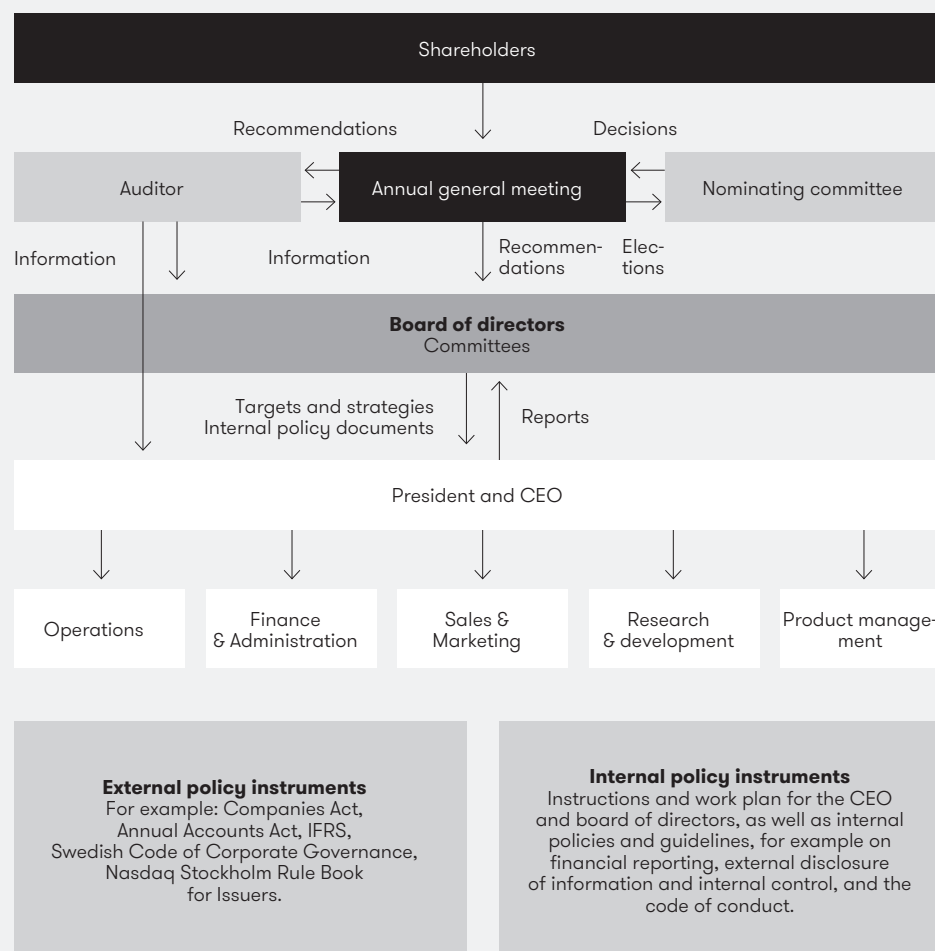 Shareholders
Recommendations
Decisions
Auditor
Annual general meeting
Nominating committee
Information
Information
Recommen-
dations
Elec-
tions
Board of directors
Committees
Targets and strategies
Internal policy documents
Reports
President and CEO
Operations
Finance
& Administration
Sales &
Marketing
Research
& development
Product manage-
ment
External policy instruments
For example: Companies Act,
Annual Accounts Act, IFRS,
Swedish Code of Corporate Governance,
Nasdaq Stockholm Rule Book
for Issuers.
Internal policy instruments
Instructions and work plan for the CEO
and board of directors, as well as internal
policies and guidelines, for example on
financial reporting, external disclosure
of information and internal control, and the
code of conduct.